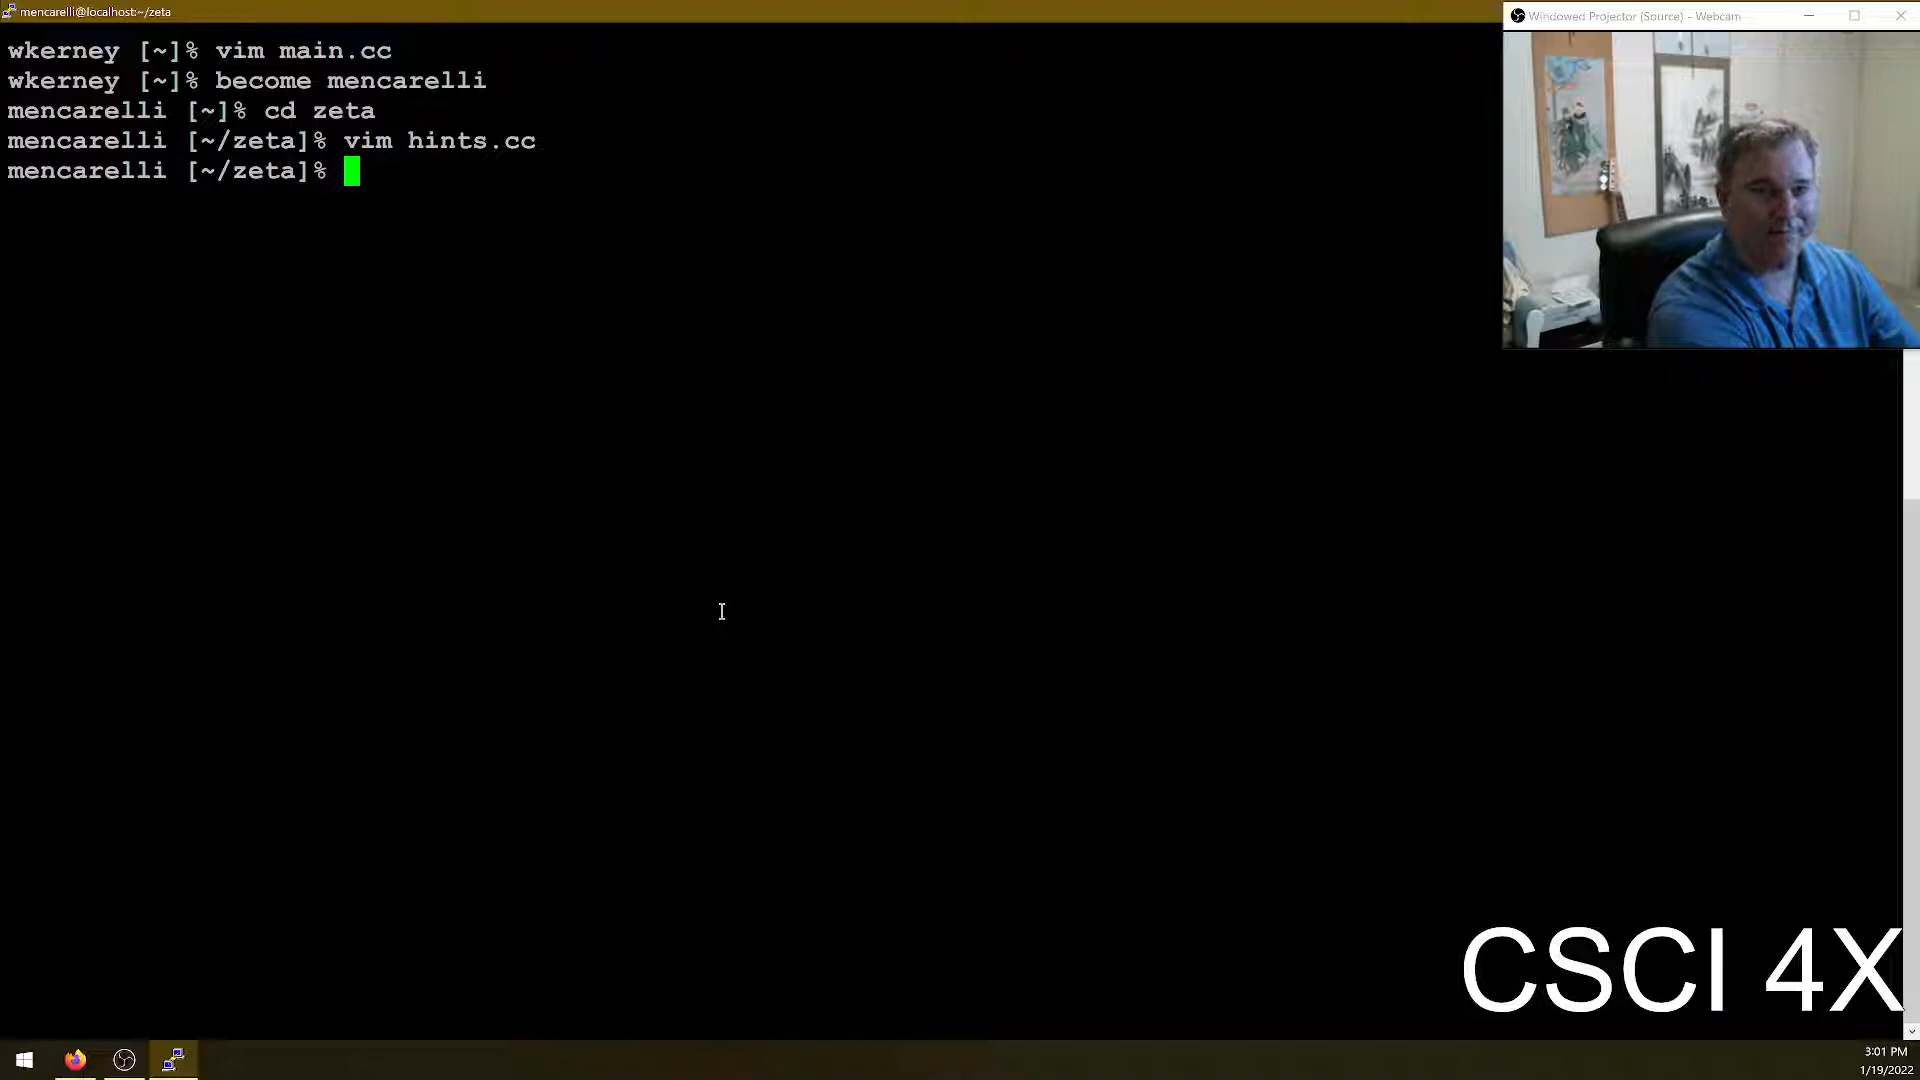 mencarelli@localhost:~/zeta
Windowed Projector (Source) - Webcam
wkerney [~]% vim main.cc
wkerney [~]% become mencarelli
mencarelli [~]% cd zeta
mencarelli [~/zeta]% vim hints.cc
mencarelli [~/zeta]%
CSCI 4X
3:01 PM
1/19/2022